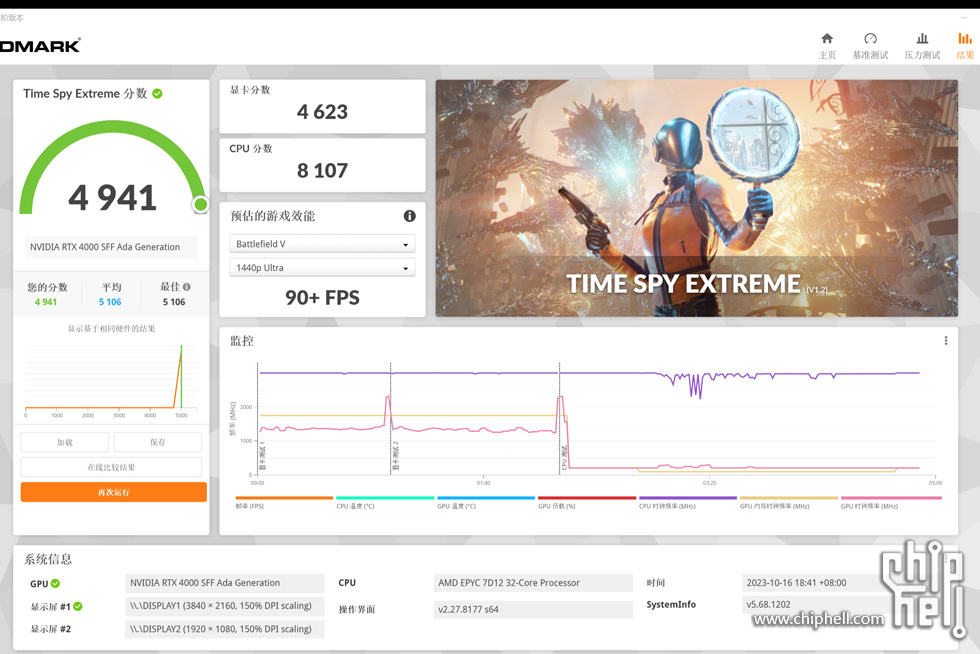 阶版本
DMARK
主页
基准测试
压力测试
结果
Time Spy Extreme 分数
4 941
NVIDIA RTX 4000 SFF Ada Generation
您的分数
平均
最佳
4 941
5 106
5 106
显示基于相同硬件的结果
0 1000 2000 3000 4000 5000
加载
保存
在线比较结果
再次运行
显卡分数
4 623
CPU 分数
8 107
预估的游戏效能
Battlefield V
1440p Ultra
90+ FPS
TIME SPY EXTREME (V1.2)
监控
频率 (MHz)
2000
1000
0
显卡测试 1
显卡测试 2
CPU 测试
00:00 01:40 03:20 05:00
帧率 (FPS)
CPU 温度 (°C)
GPU 温度 (°C)
GPU 负载 (%)
CPU 时钟频率 (MHz)
GPU 内存时钟频率 (MHz)
GPU 时钟频率 (MHz)
系统信息
GPU
NVIDIA RTX 4000 SFF Ada Generation
显示屏 #1
\\.\DISPLAY1 (3840 × 2160, 150% DPI scaling)
显示屏 #2
\\.\DISPLAY2 (1920 × 1080, 150% DPI scaling)
CPU
AMD EPYC 7D12 32-Core Processor
操作界面
v2.27.8177 s64
时间
2023-10-16 18:41 +08:00
SystemInfo
v5.68.1202
chip hell
www.chiphell.com